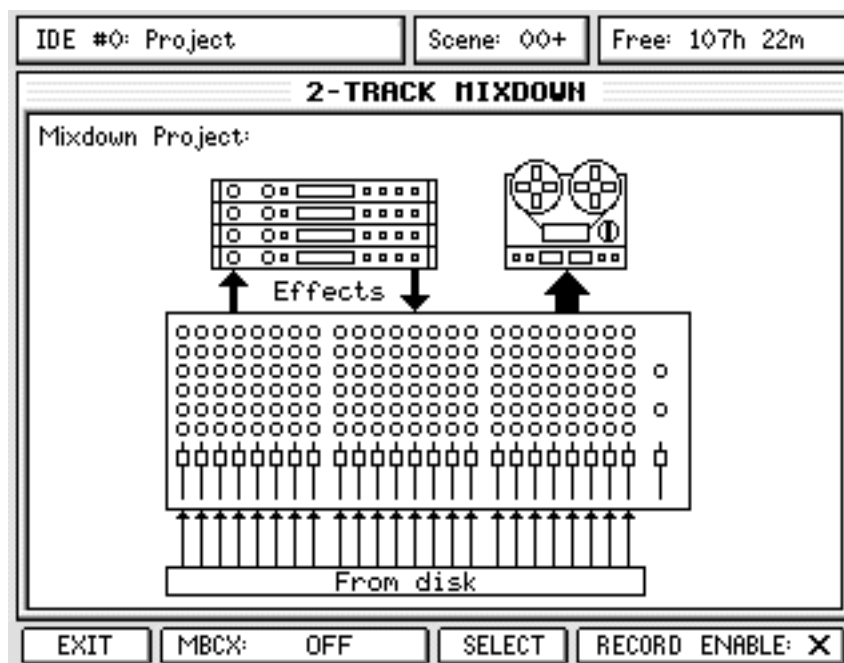 IDE #0: Project
Scene: 00+
Free: 107h 22m
2-TRACK MIXDOWN
Mixdown Project:
Effects
From disk
EXIT
MBCX: OFF
SELECT
RECORD ENABLE: X